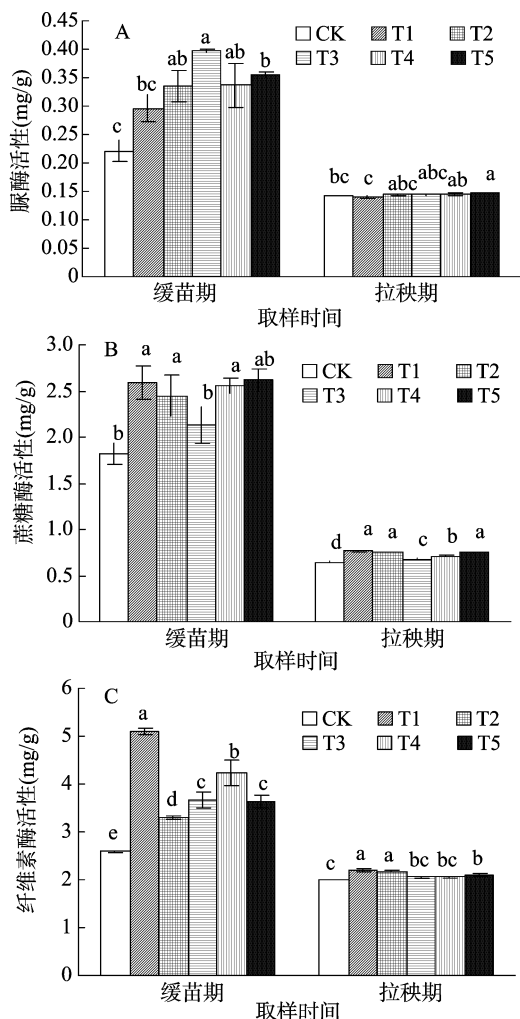 A
CK T1 T2
T3 T4 T5
0.45
0.40
0.35
0.30
0.25
0.20
0.15
0.10
0.05
0.00
脲酶活性(mg/g)
c bc ab a ab b
bc c abc abc ab a
缓苗期 拉秧期
取样时间
B
CK T1 T2
T3 T4 T5
3.0
2.5
2.0
1.5
1.0
0.5
0
蔗糖酶活性(mg/g)
b a a b a ab
d a a c b a
缓苗期 拉秧期
取样时间
C
CK T1 T2
T3 T4 T5
6
5
4
3
2
1
0
纤维素酶活性(mg/g)
e a d c b c
c a a bc bc b
缓苗期 拉秧期
取样时间